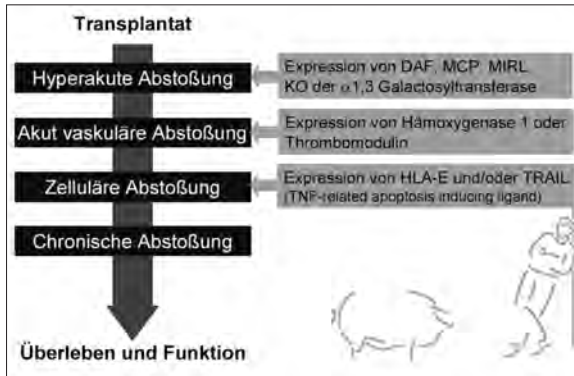 Transplantat
Hyperakute Abstoßung
Expression von DAF, MCP, MIRL
KO der α1,3 Galactosyltransferase
Akut vaskuläre Abstoßung
Expression von Hämoxygenase 1 oder
Thrombomodulin
Zelluläre Abstoßung
Expression von HLA-E und/oder TRAIL
(TNF-related apoptosis inducing ligand)
Chronische Abstoßung
Überleben und Funktion